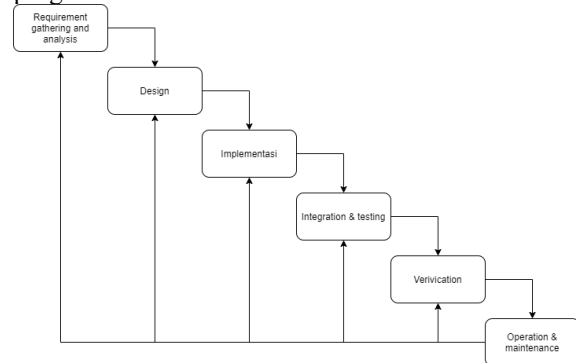 Requirement
gathering and
analysis
Design
Implementasi
Integration & testing
Verivication
Operation &
maintenance